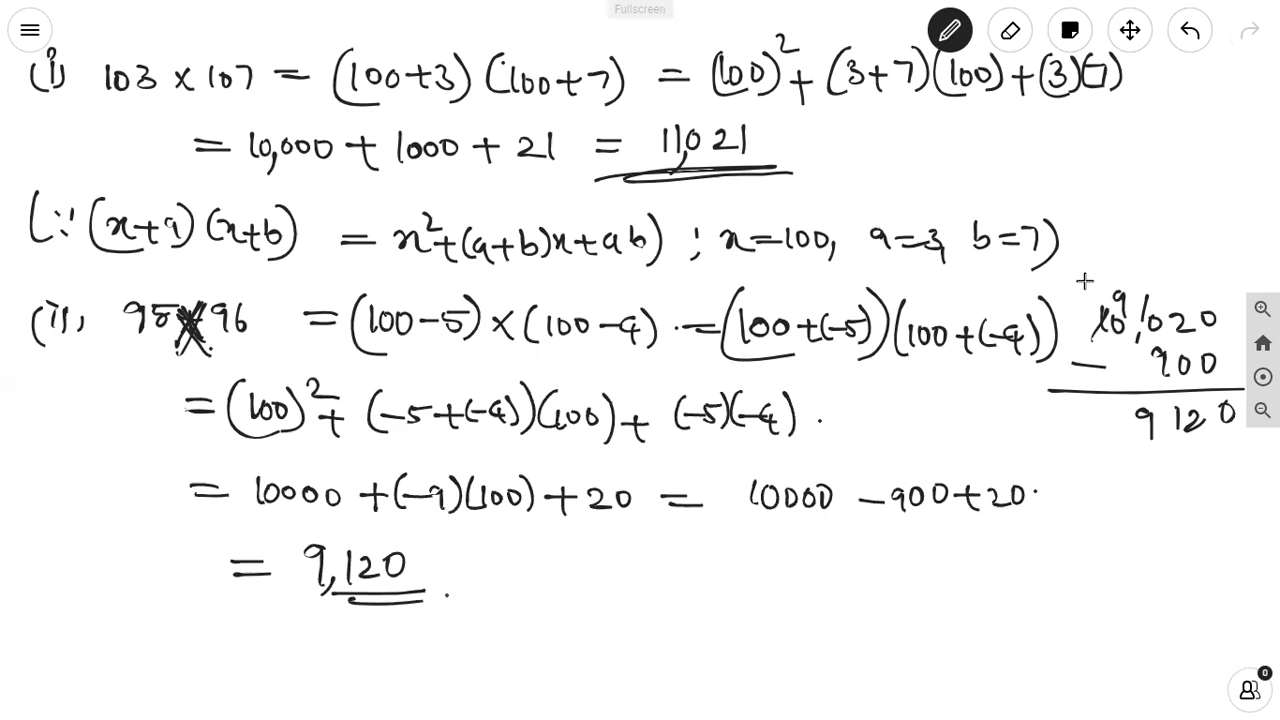 Fullscreen
(i) 103 × 107 = (100+3) (100+7) = (100)² + (3+7)(100) + (3)(7)
= 10,000 + 1000 + 21 = 11,021
(∵ (x+a) (x+b) = x²+(a+b)x+ab) ; x=100, a=3, b=7)
(ii) 95 × 96 = (100-5) × (100-4) = (100+(-5)) (100+(-4))
= (100)² + (-5+(-4))(100) + (-5)(-4).
= 10000 + (-9)(100) + 20 = 10000 - 900 + 20.
= 9,120.
9 1
10,020
- 900
9120
0